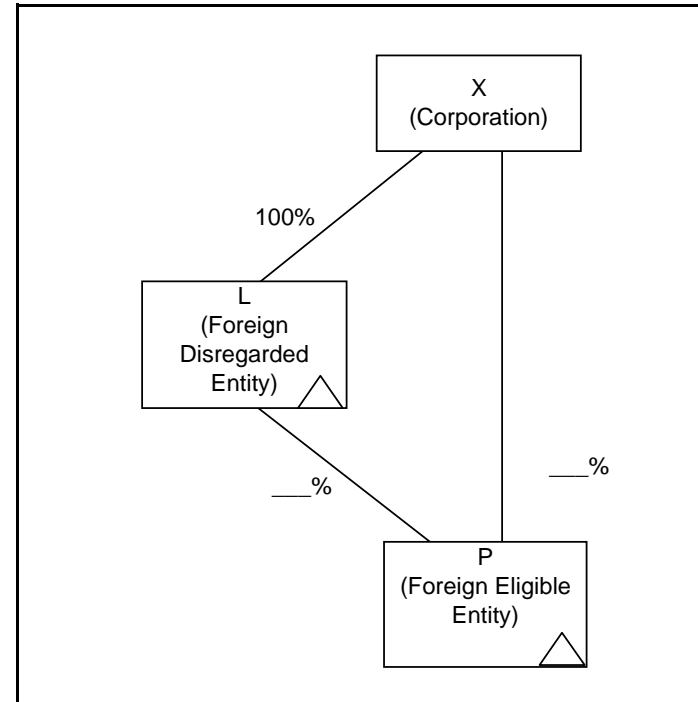 X
(Corporation)
100%
L
(Foreign
Disregarded
Entity)
___%
___%
P
(Foreign Eligible
Entity)